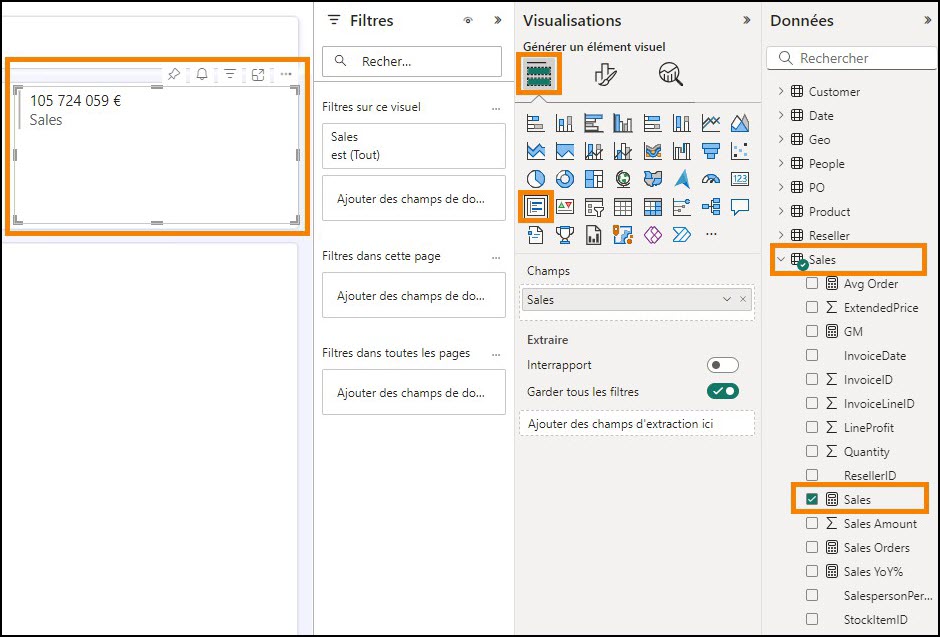 105 724 059 €
Sales
Filtres
Recher...
Filtres sur ce visuel
...
Sales
est (Tout)
Ajouter des champs de do...
Filtres dans cette page
...
Ajouter des champs de do...
Filtres dans toutes les pages
...
Ajouter des champs de do...
Visualisations
Générer un élément visuel
123
...
Champs
Sales
Extraire
Interrapport
Garder tous les filtres
Ajouter des champs d'extraction ici
Données
Rechercher
Customer
Date
Geo
People
PO
Product
Reseller
Sales
Avg Order
ExtendedPrice
GM
InvoiceDate
InvoiceID
InvoiceLineID
LineProfit
Quantity
ResellerID
Sales
Sales Amount
Sales Orders
Sales YoY%
SalespersonPer...
StockItemID